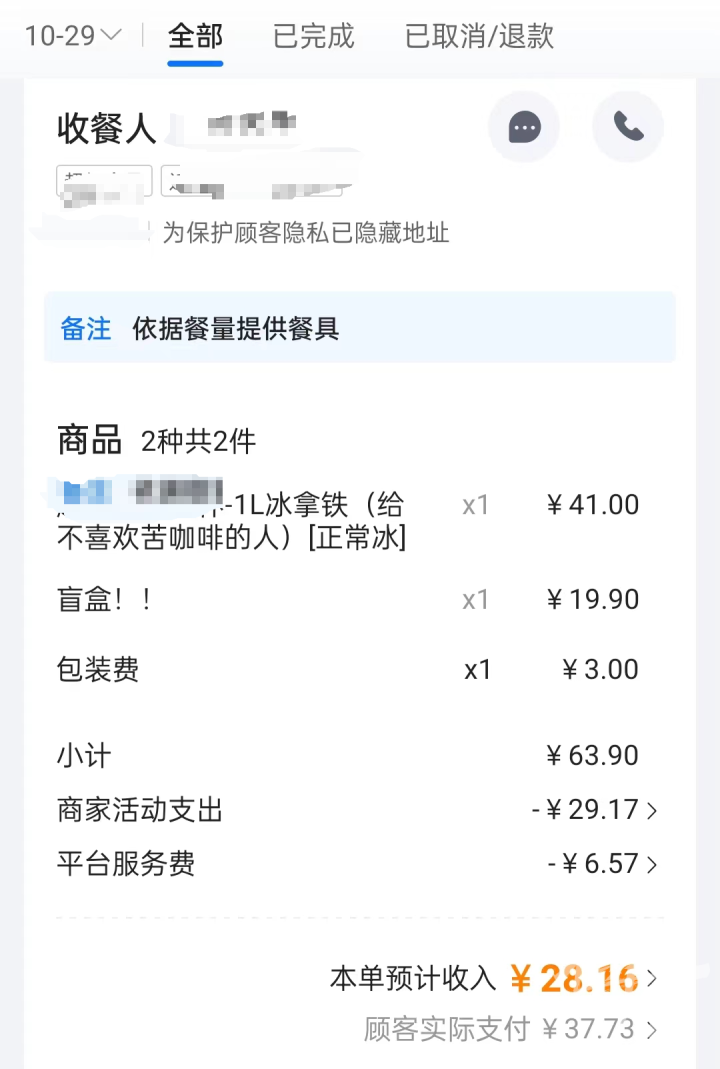 10-29
全部
已完成
已取消/退款
收餐人
为保护顾客隐私已隐藏地址
备注 依据餐量提供餐具
商品 2种共2件
-1L冰拿铁（给 x1 ¥41.00
不喜欢苦咖啡的人）[正常冰]
盲盒！！ x1 ¥19.90
包装费 x1 ¥3.00
小计 ¥63.90
商家活动支出 -¥29.17
平台服务费 -¥6.57
本单预计收入 ¥28.16
顾客实际支付 ¥37.73